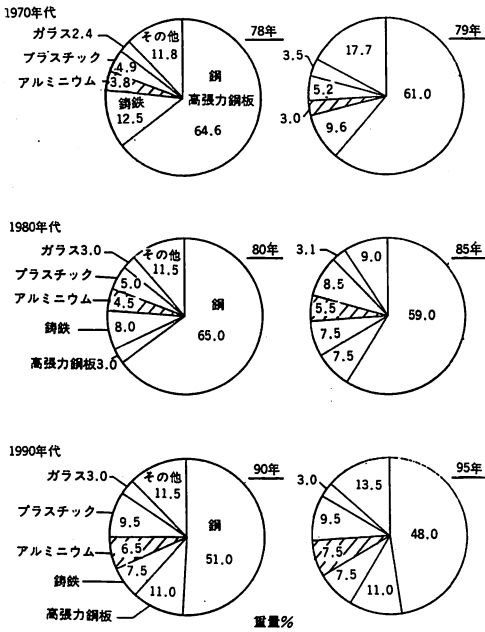 1970年代
78年
79年
ガラス2.4
その他
11.8
プラスチック
4.9
アルミニウム
3.8
鋳鉄
12.5
鋼
高張力鋼板
64.6
17.7
3.5
5.2
3.0
9.6
61.0
1980年代
80年
85年
ガラス3.0
その他
11.5
プラスチック
5.0
アルミニウム
4.5
鋳鉄
8.0
高張力鋼板3.0
鋼
65.0
9.0
3.1
8.5
5.5
7.5
7.5
59.0
1990年代
90年
95年
ガラス3.0
その他
11.5
プラスチック
9.5
アルミニウム
6.5
鋳鉄
7.5
高張力鋼板
11.0
鋼
51.0
13.5
3.0
9.5
7.5
7.5
11.0
48.0
重量%